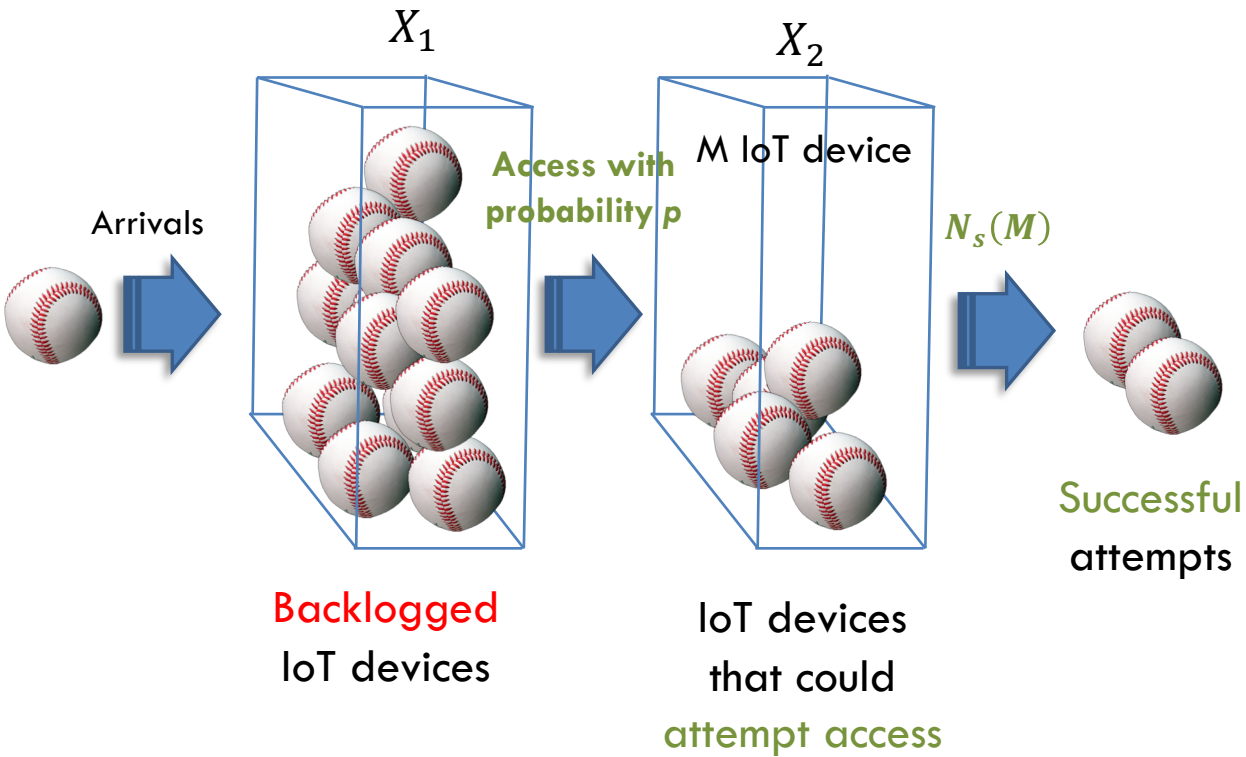 X₁
X₂
Arrivals
Access with
probability p
M IoT device
Nₛ(M)
Backlogged
IoT devices
IoT devices
that could
attempt access
Successful
attempts